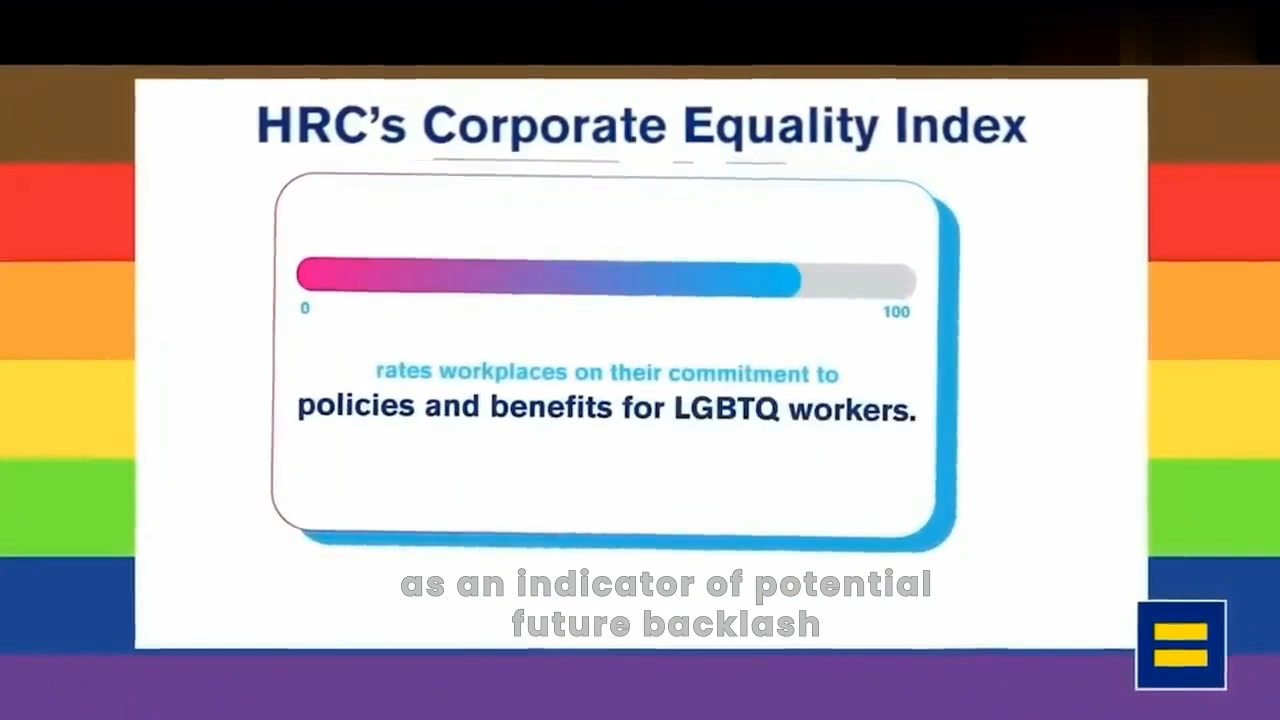 HRC's Corporate Equality Index
0
100
rates workplaces on their commitment to
policies and benefits for LGBTQ workers.
as an indicator of potential
future backlash